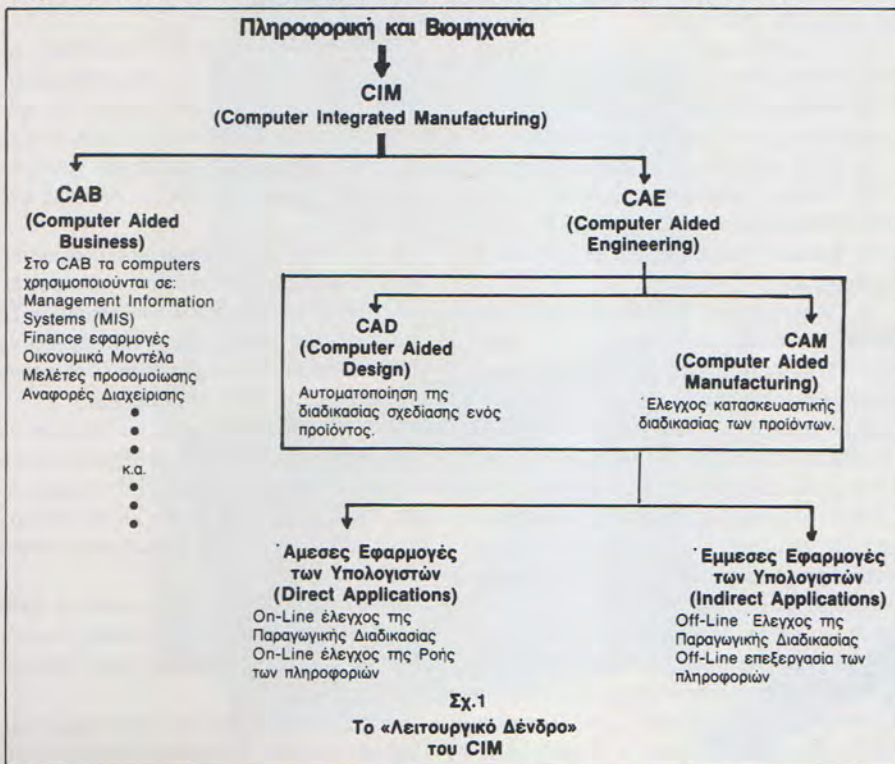 Πληροφορική και Βιομηχανία
CIM
(Computer Integrated Manufacturing)
CAB
(Computer Aided
Business)
Στο CAB τα computers
χρησιμοποιούνται σε:
Management Information
Systems (MIS)
Finance εφαρμογές
Οικονομικά Μοντέλα
Μελέτες προσομοίωσης
Αναφορές Διαχείρισης
κ.α.
CAE
(Computer Aided
Engineering)
CAD
(Computer Aided
Design)
Αυτοματοποίηση της
διαδικασίας σχεδίασης ενός
προϊόντος.
CAM
(Computer Aided
Manufacturing)
Έλεγχος κατασκευαστικής
διαδικασίας των προϊόντων.
Άμεσες Εφαρμογές
των Υπολογιστών
(Direct Applications)
On-Line έλεγχος της
Παραγωγικής Διαδικασίας
On-Line έλεγχος της Ροής
των πληροφοριών
Έμμεσες Εφαρμογές
των Υπολογιστών
(Indirect Applications)
Off-Line Έλεγχος της
Παραγωγικής Διαδικασίας
Off-Line επεξεργασία των
πληροφοριών
Σχ.1
Το «Λειτουργικό Δένδρο»
του CIM